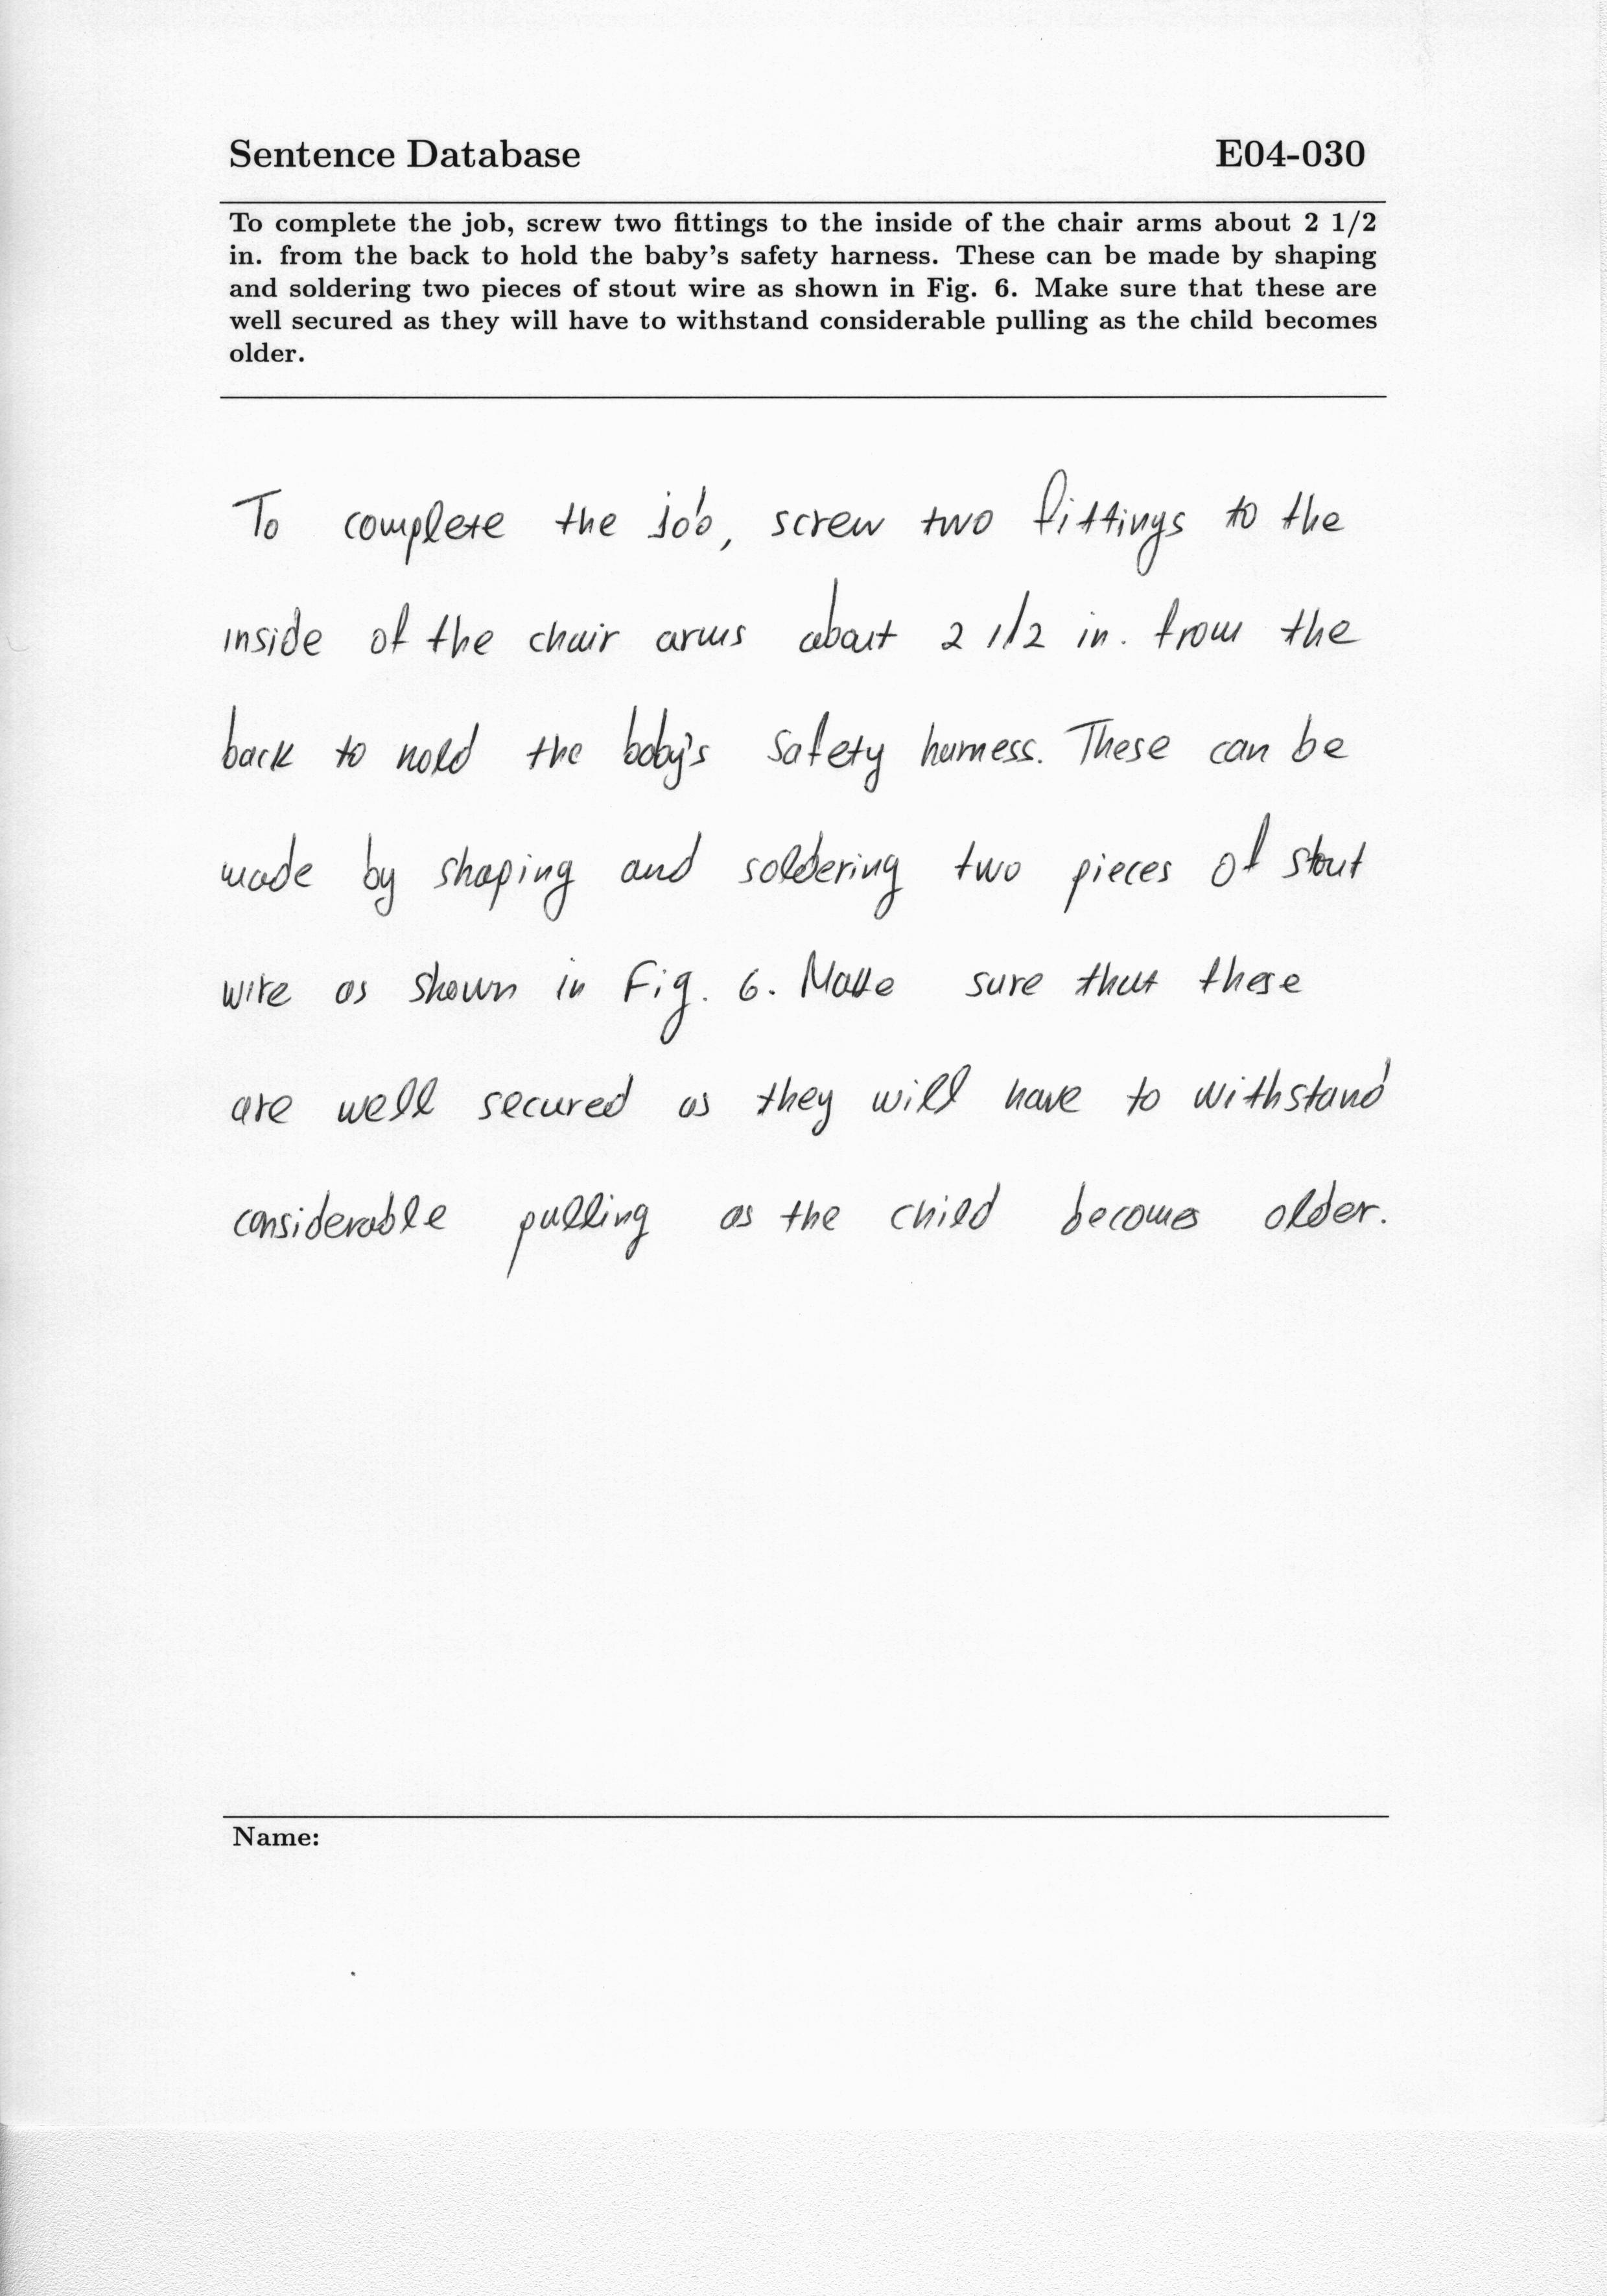 Sentence Database E04-030
To complete the job, screw two fittings to the inside of the chair arms about 2 1/2
in. from the back to hold the baby's safety harness. These can be made by shaping
and soldering two pieces of stout wire as shown in Fig. 6. Make sure that these are
well secured as they will have to withstand considerable pulling as the child becomes
older.
To complete the job, screw two fittings to the
inside of the chair arms about 2 1/2 in. from the
back to hold the baby's safety harness. These can be
made by shaping and soldering two pieces of stout
wire as shown in Fig. 6. Make sure that these
are well secured as they will have to withstand
considerable pulling as the child becomes older.
Name: